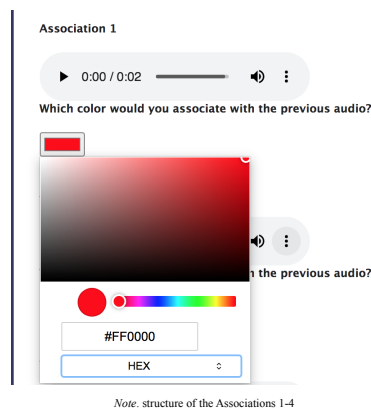 Association 1
0:00 / 0:02
Which color would you associate with the previous audio?
the previous audio?
#FF0000
HEX
Note. structure of the Associations 1-4